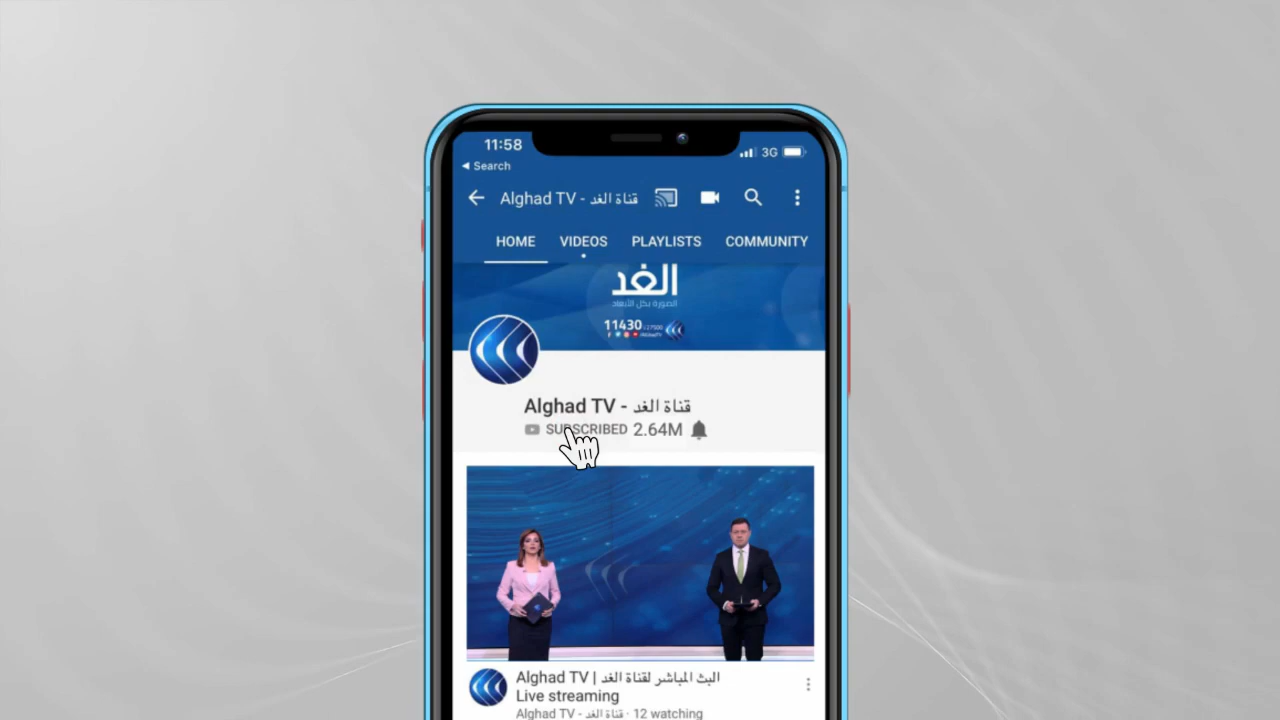 11:58
3G
◀ Search
Alghad TV - قناة الغد
HOME VIDEOS PLAYLISTS COMMUNITY
الغد
الصورة بكل الأبعاد
11430 | 27500
Alghad TV - قناة الغد
SUBSCRIBED 2.64M
Alghad TV | البث المباشر لقناة الغد
Live streaming
Alghad TV - قناة الغد · 12 watching